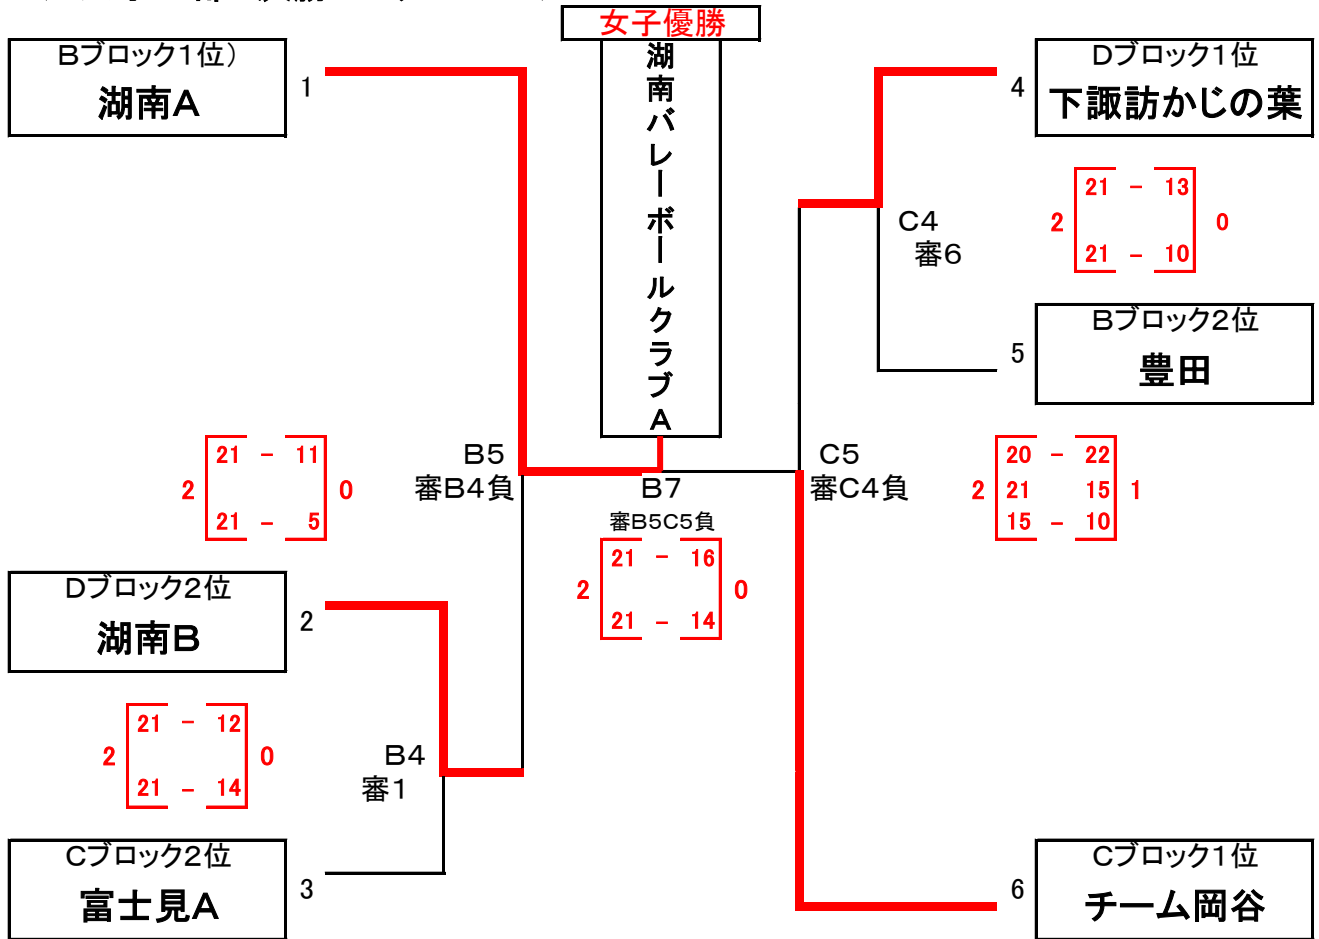 女子優勝
湖南バレーボールクラブA
Bブロック1位）
湖南A
1
4
Dブロック1位
下諏訪かじの葉
21 - 13
2 0
21 - 10
C4
審6
5
Bブロック2位
豊田
21 - 11
2 0
21 - 5
B5
審B4負
B7
審B5C5負
21 - 16
2 0
21 - 14
C5
審C4負
20 - 22
2 21 15 1
15 - 10
Dブロック2位
湖南B
2
21 - 12
2 0
21 - 14
B4
審1
Cブロック2位
富士見A
3
6
Cブロック1位
チーム岡谷